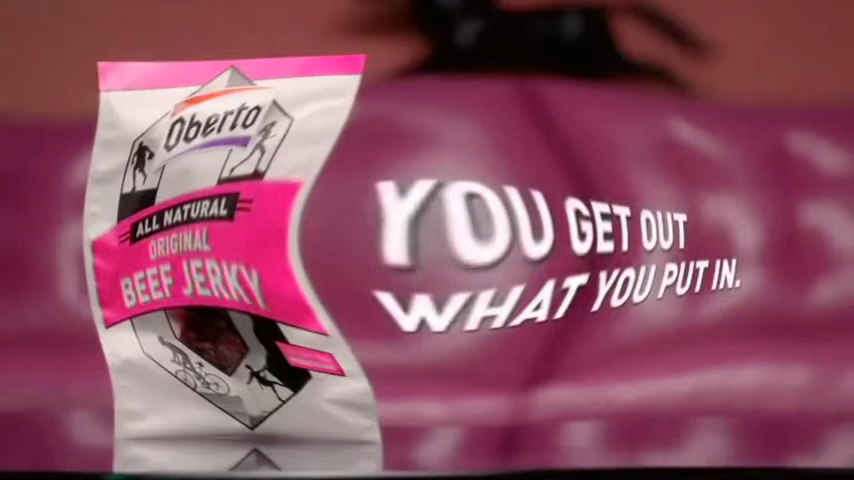 Oberto
ALL NATURAL
ORIGINAL
BEEF JERKY
YOU GET OUT
WHAT YOU PUT IN.